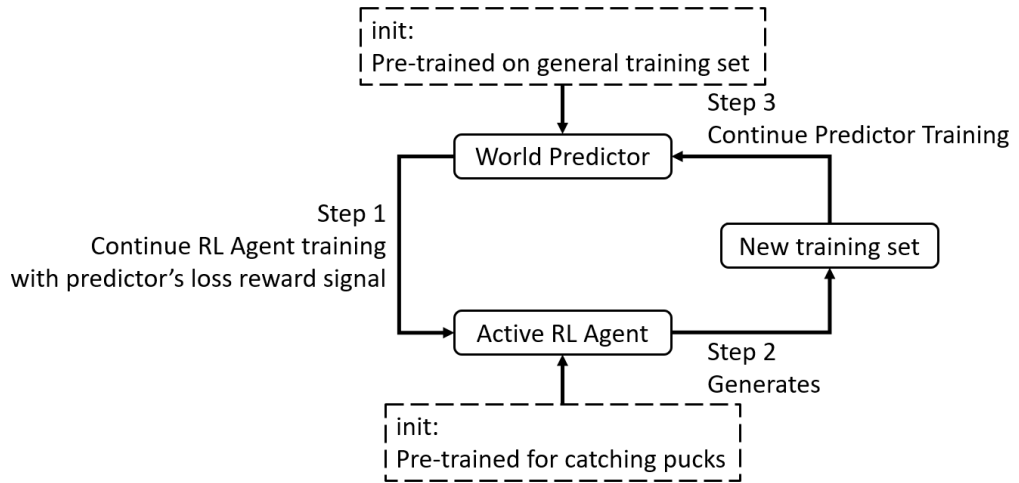 init:
Pre-trained on general training set
Step 3
Continue Predictor Training
World Predictor
Step 1
Continue RL Agent training
with predictor's loss reward signal
New training set
Active RL Agent
Step 2
Generates
init:
Pre-trained for catching pucks